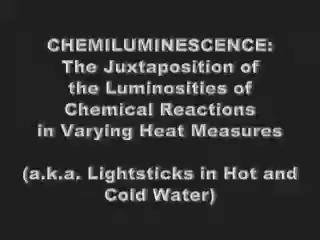 CHEMILUMINESCENCE:
The Juxtaposition of
the Luminosities of
Chemical Reactions
in Varying Heat Measures
(a.k.a. Lightsticks in Hot and
Cold Water)